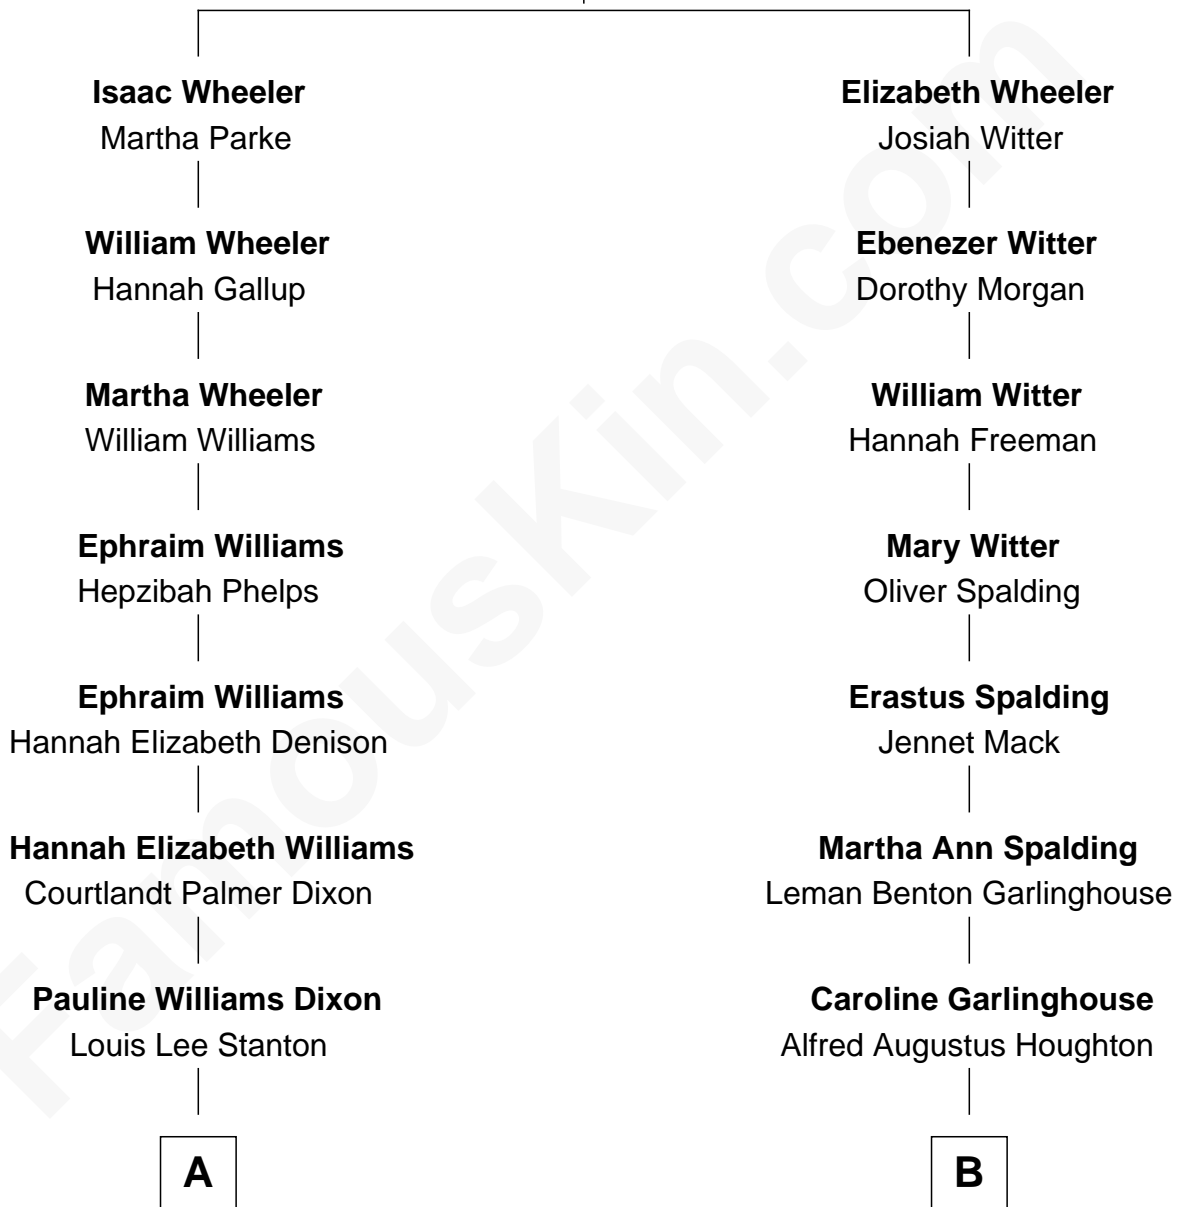 Isaac Wheeler
Martha Parke
William Wheeler
Hannah Gallup
Martha Wheeler
William Williams
Ephraim Williams
Hepzibah Phelps
Ephraim Williams
Hannah Elizabeth Denison
Hannah Elizabeth Williams
Courtlandt Palmer Dixon
Pauline Williams Dixon
Louis Lee Stanton
A
Elizabeth Wheeler
Josiah Witter
Ebenezer Witter
Dorothy Morgan
William Witter
Hannah Freeman
Mary Witter
Oliver Spalding
Erastus Spalding
Jennet Mack
Martha Ann Spalding
Leman Benton Garlinghouse
Caroline Garlinghouse
Alfred Augustus Houghton
B
FamousKin.com